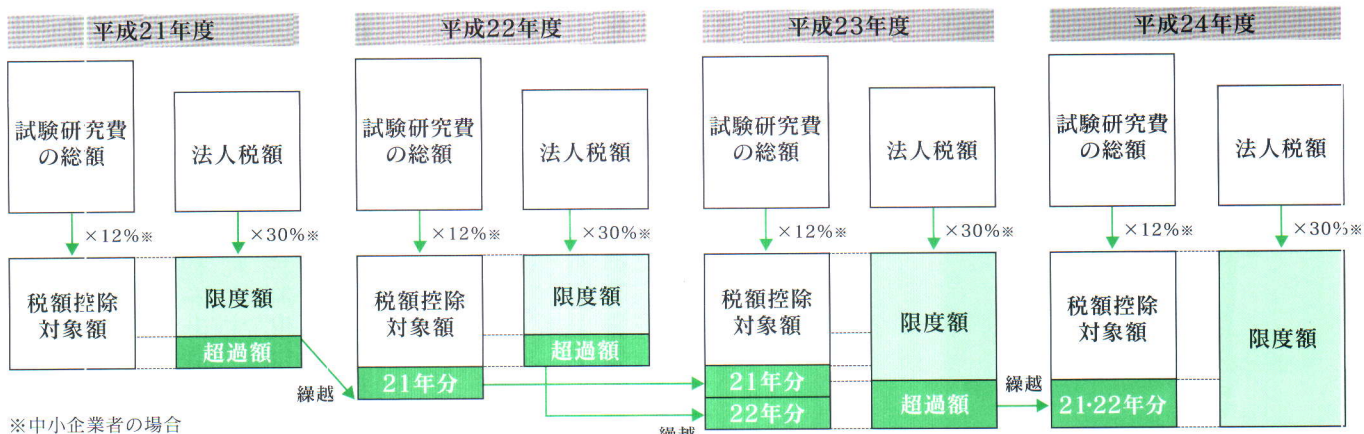 平成21年度
試験研究費
の総額
法人税額
×12%※
×30%※
税額控除
対象額
限度額
超過額
繰越
平成22年度
試験研究費
の総額
法人税額
×12%※
×30%※
税額控除
対象額
21年分
限度額
超過額
繰越
平成23年度
試験研究費
の総額
法人税額
×12%※
×30%※
税額控除
対象額
21年分
22年分
限度額
超過額
繰越
平成24年度
試験研究費
の総額
法人税額
×12%※
×30%※
税額控除
対象額
21・22年分
限度額
※中小企業者の場合